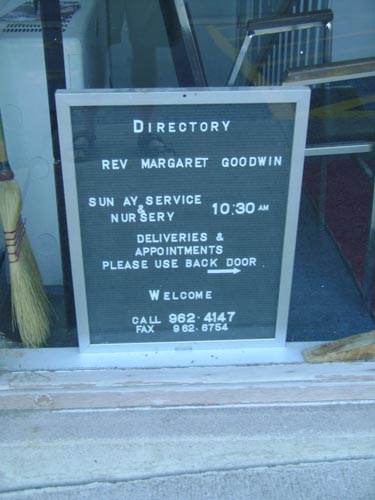 DIRECTORY
REV MARGARET GOODWIN
SUN AY SERVICE
&
NURSERY
10:30 AM
DELIVERIES &
APPOINTMENTS
PLEASE USE BACK DOOR
WELCOME
CALL 962-4147
FAX 962-6754